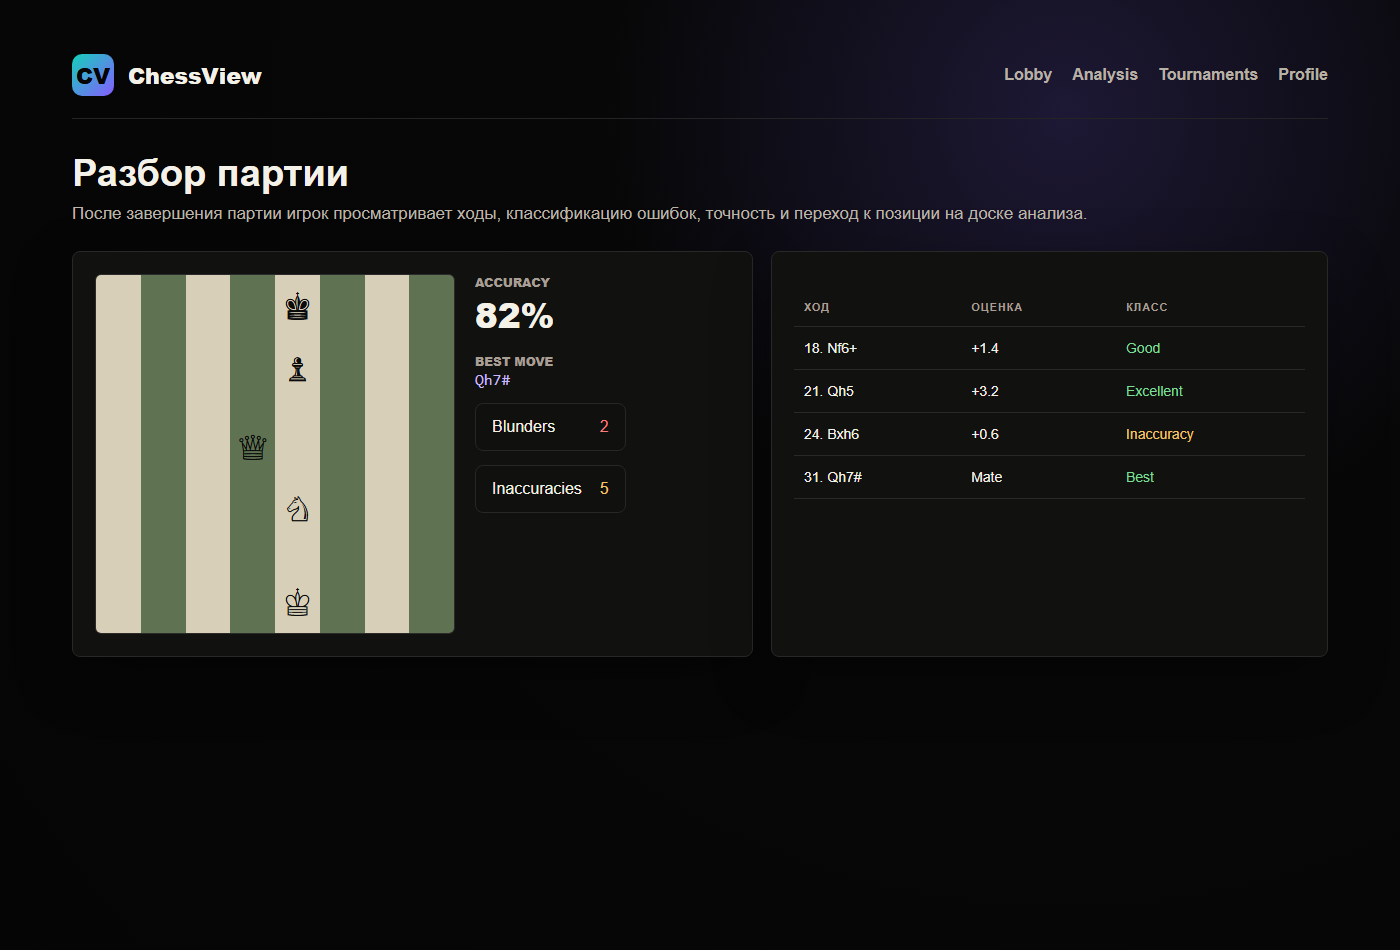 CV ChessView
Lobby Analysis Tournaments Profile
Разбор партии
После завершения партии игрок просматривает ходы, классификацию ошибок, точность и переход к позиции на доске анализа.
ACCURACY
82%
BEST MOVE
Qh7#
Blunders 2
Inaccuracies 5
ХОД ОЦЕНКА КЛАСС
18. Nf6+ +1.4 Good
21. Qh5 +3.2 Excellent
24. Bxh6 +0.6 Inaccuracy
31. Qh7# Mate Best